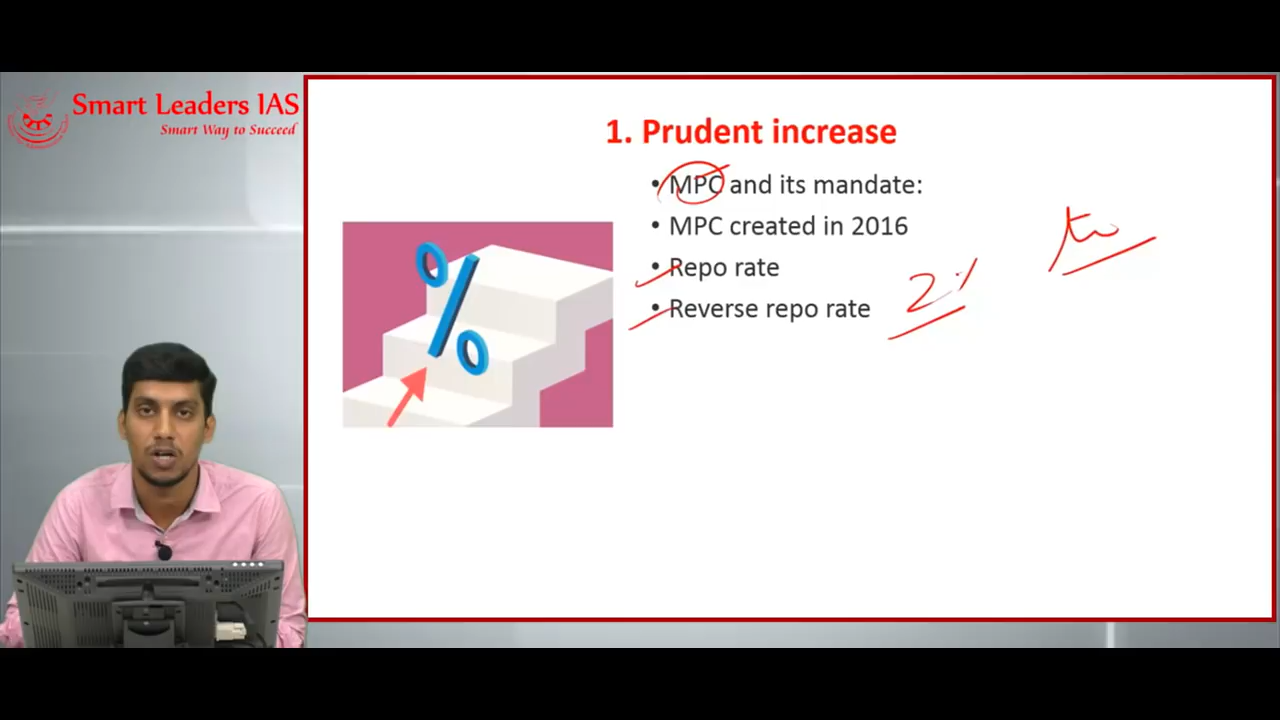 Smart Leaders IAS
Smart Way to Succeed
1. Prudent increase
• MPC and its mandate:
• MPC created in 2016
• Repo rate
• Reverse repo rate
2%
%